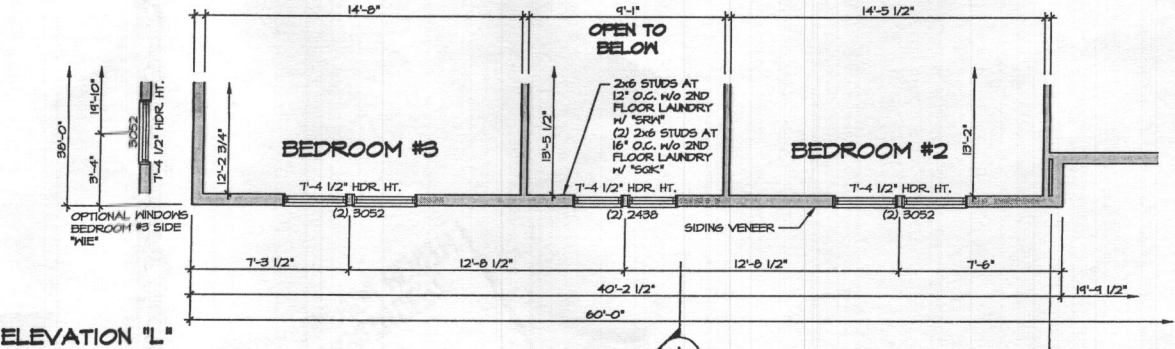 14'-8"
9'-1"
14'-5 1/2"
OPEN TO
BELOW
2x6 STUDS AT
12" O.C. W/o 2ND
FLOOR LAUNDRY
W/ "SRW"
(2) 2x6 STUDS AT
16" O.C. W/o 2ND
FLOOR LAUNDRY
W/ "SGK"
38'-0"
19'-10"
3'-4"
3052
7'-4 1/2" HDR. HT.
12'-2 3/4"
BEDROOM #3
13'-5 1/2"
BEDROOM #2
13'-2"
7'-4 1/2" HDR. HT.
7'-4 1/2" HDR. HT.
7'-4 1/2" HDR. HT.
OPTIONAL WINDOWS
BEDROOM #3 SIDE
"WIE"
(2) 3052
(2) 2438
SIDING VENEER
(2) 3052
7'-3 1/2"
12'-8 1/2"
12'-8 1/2"
7'-6"
40'-2 1/2"
19'-9 1/2"
60'-0"
ELEVATION "L"